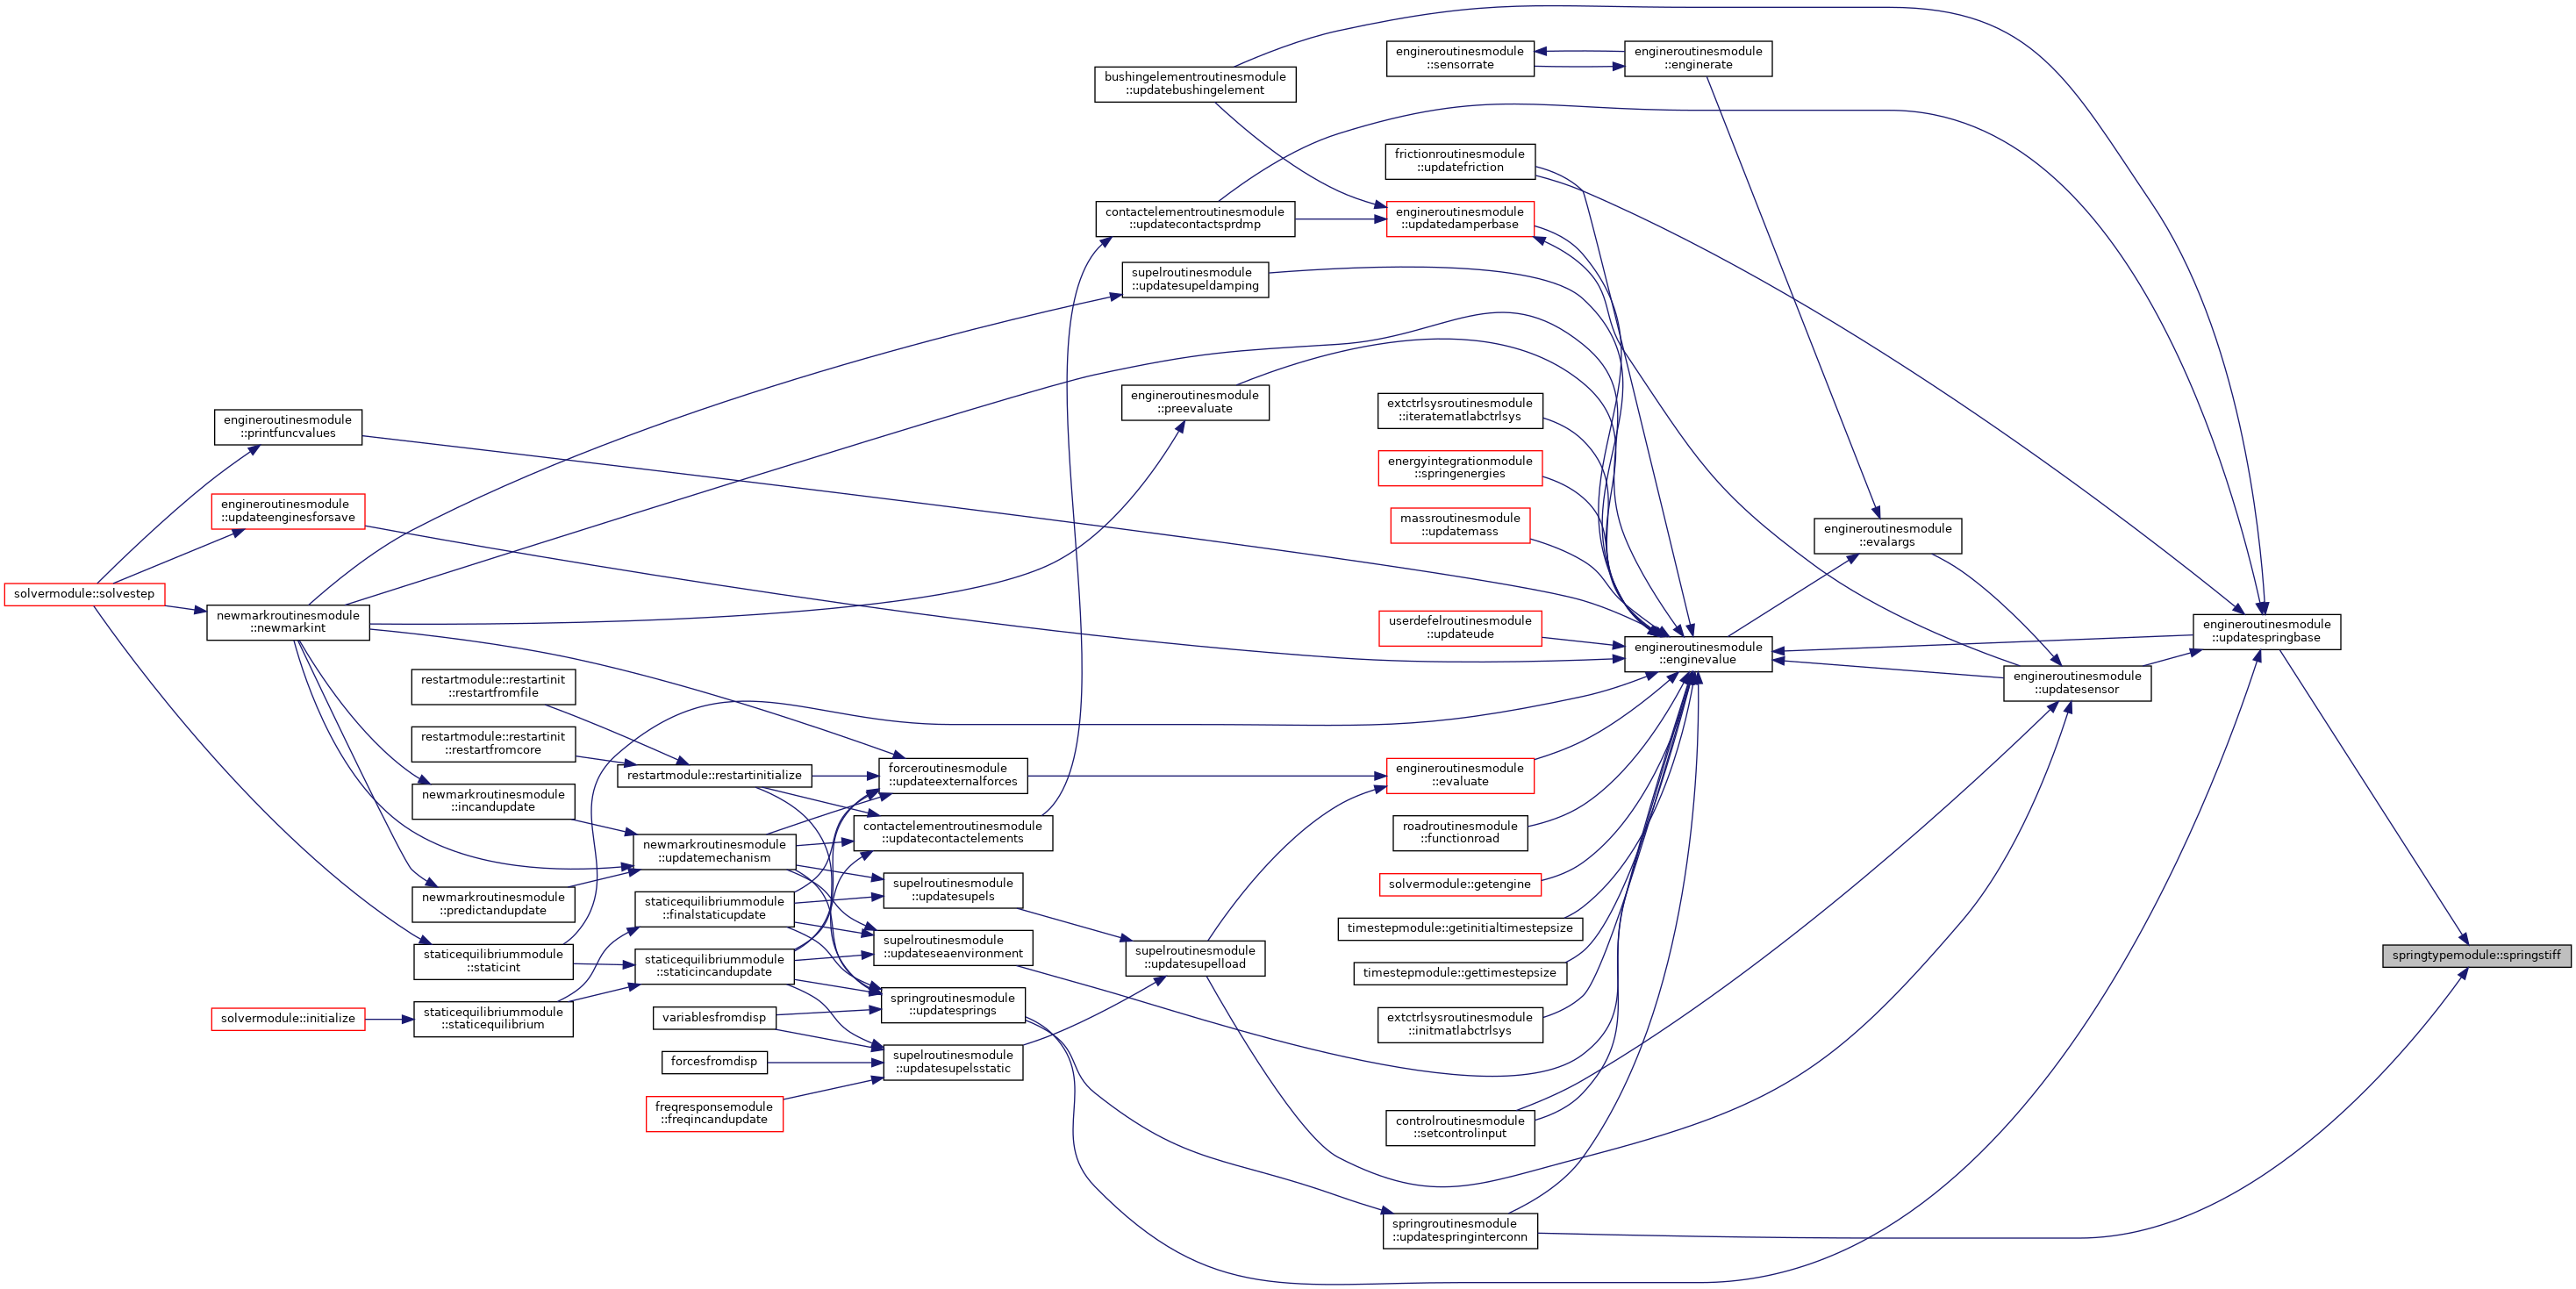 engineroutinesmodule
::sensorrate
engineroutinesmodule
::enginerate
bushingelementroutinesmodule
::updatebushingelement
frictionroutinesmodule
::updatefriction
contactelementroutinesmodule
::updatecontactsprdmp
engineroutinesmodule
::updatedamperbase
supelroutinesmodule
::updatesupeldamping
engineroutinesmodule
::preevaluate
extctrlsysroutinesmodule
::iteratematlabctrlsys
engineroutinesmodule
::printfuncvalues
energyintegrationmodule
::springenergies
engineroutinesmodule
::updateenginesforsave
massroutinesmodule
::updatemass
engineroutinesmodule
::evalargs
solvermodule::solvestep
newmarkroutinesmodule
::newmarkint
userdefelroutinesmodule
::updateude
engineroutinesmodule
::enginevalue
engineroutinesmodule
::updatespringbase
engineroutinesmodule
::updatesensor
restartmodule::restartinit
::restartfromfile
restartmodule::restartinit
::restartfromcore
restartmodule::restartinitialize
forceroutinesmodule
::updateexternalforces
engineroutinesmodule
::evaluate
newmarkroutinesmodule
::incandupdate
contactelementroutinesmodule
::updatecontactelements
roadroutinesmodule
::functionroad
newmarkroutinesmodule
::updatemechanism
supelroutinesmodule
::updatesupels
solvermodule::getengine
newmarkroutinesmodule
::predictandupdate
staticequilibriummodule
::finalstaticupdate
timestepmodule::getinitialtimestepsize
supelroutinesmodule
::updateseaenvironment
supelroutinesmodule
::updatesupelload
springtypemodule::springstiff
staticequilibriummodule
::staticint
staticequilibriummodule
::staticincandupdate
timestepmodule::gettimestepsize
springroutinesmodule
::updatesprings
solvermodule::initialize
staticequilibriummodule
::staticequilibrium
variablesfromdisp
extctrlsysroutinesmodule
::initmatlabctrlsys
forcesfromdisp
supelroutinesmodule
::updatesupelsstatic
freqresponsemodule
::freqincandupdate
controlroutinesmodule
::setcontrolinput
springroutinesmodule
::updatespringinterconn